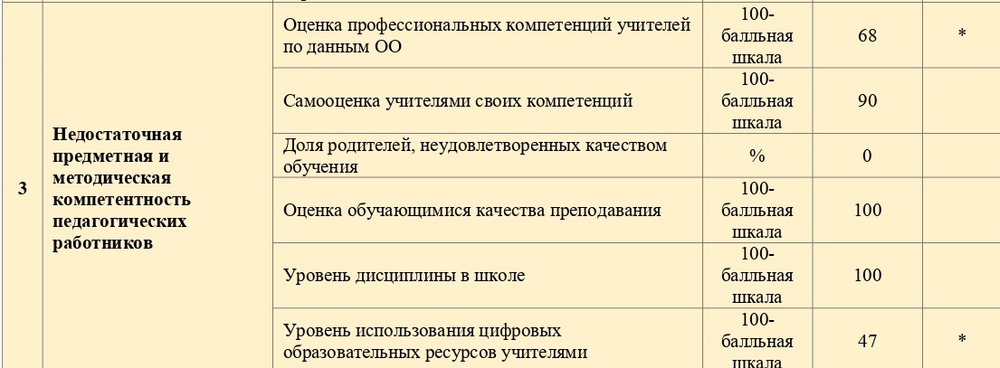 Оценка профессиональных компетенций учителей
по данным ОО
100-
балльная
шкала
68
*
Самооценка учителями своих компетенций
100-
балльная
шкала
90
3
Недостаточная
предметная и
методическая
компетентность
педагогических
работников
Доля родителей, неудовлетворенных качеством
обучения
%
0
Оценка обучающимися качества преподавания
100-
балльная
шкала
100
Уровень дисциплины в школе
100-
балльная
шкала
100
Уровень использования цифровых
образовательных ресурсов учителями
100-
балльная
шкала
47
*